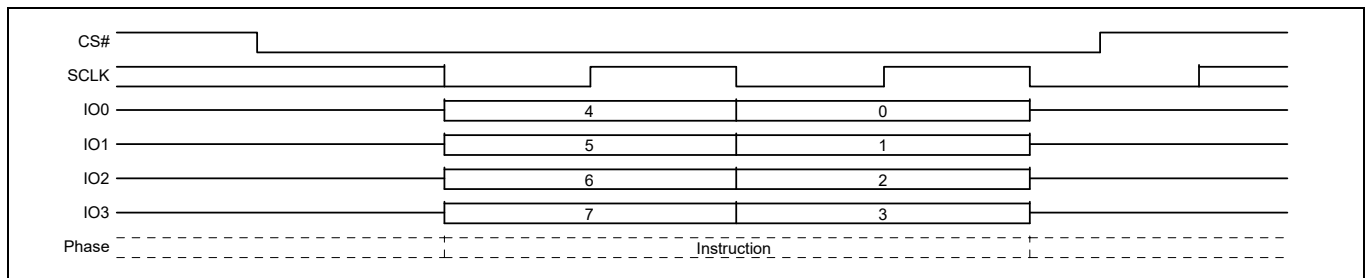 CS#
SCLK
IO0 4 0
IO1 5 1
IO2 6 2
IO3 7 3
Phase Instruction